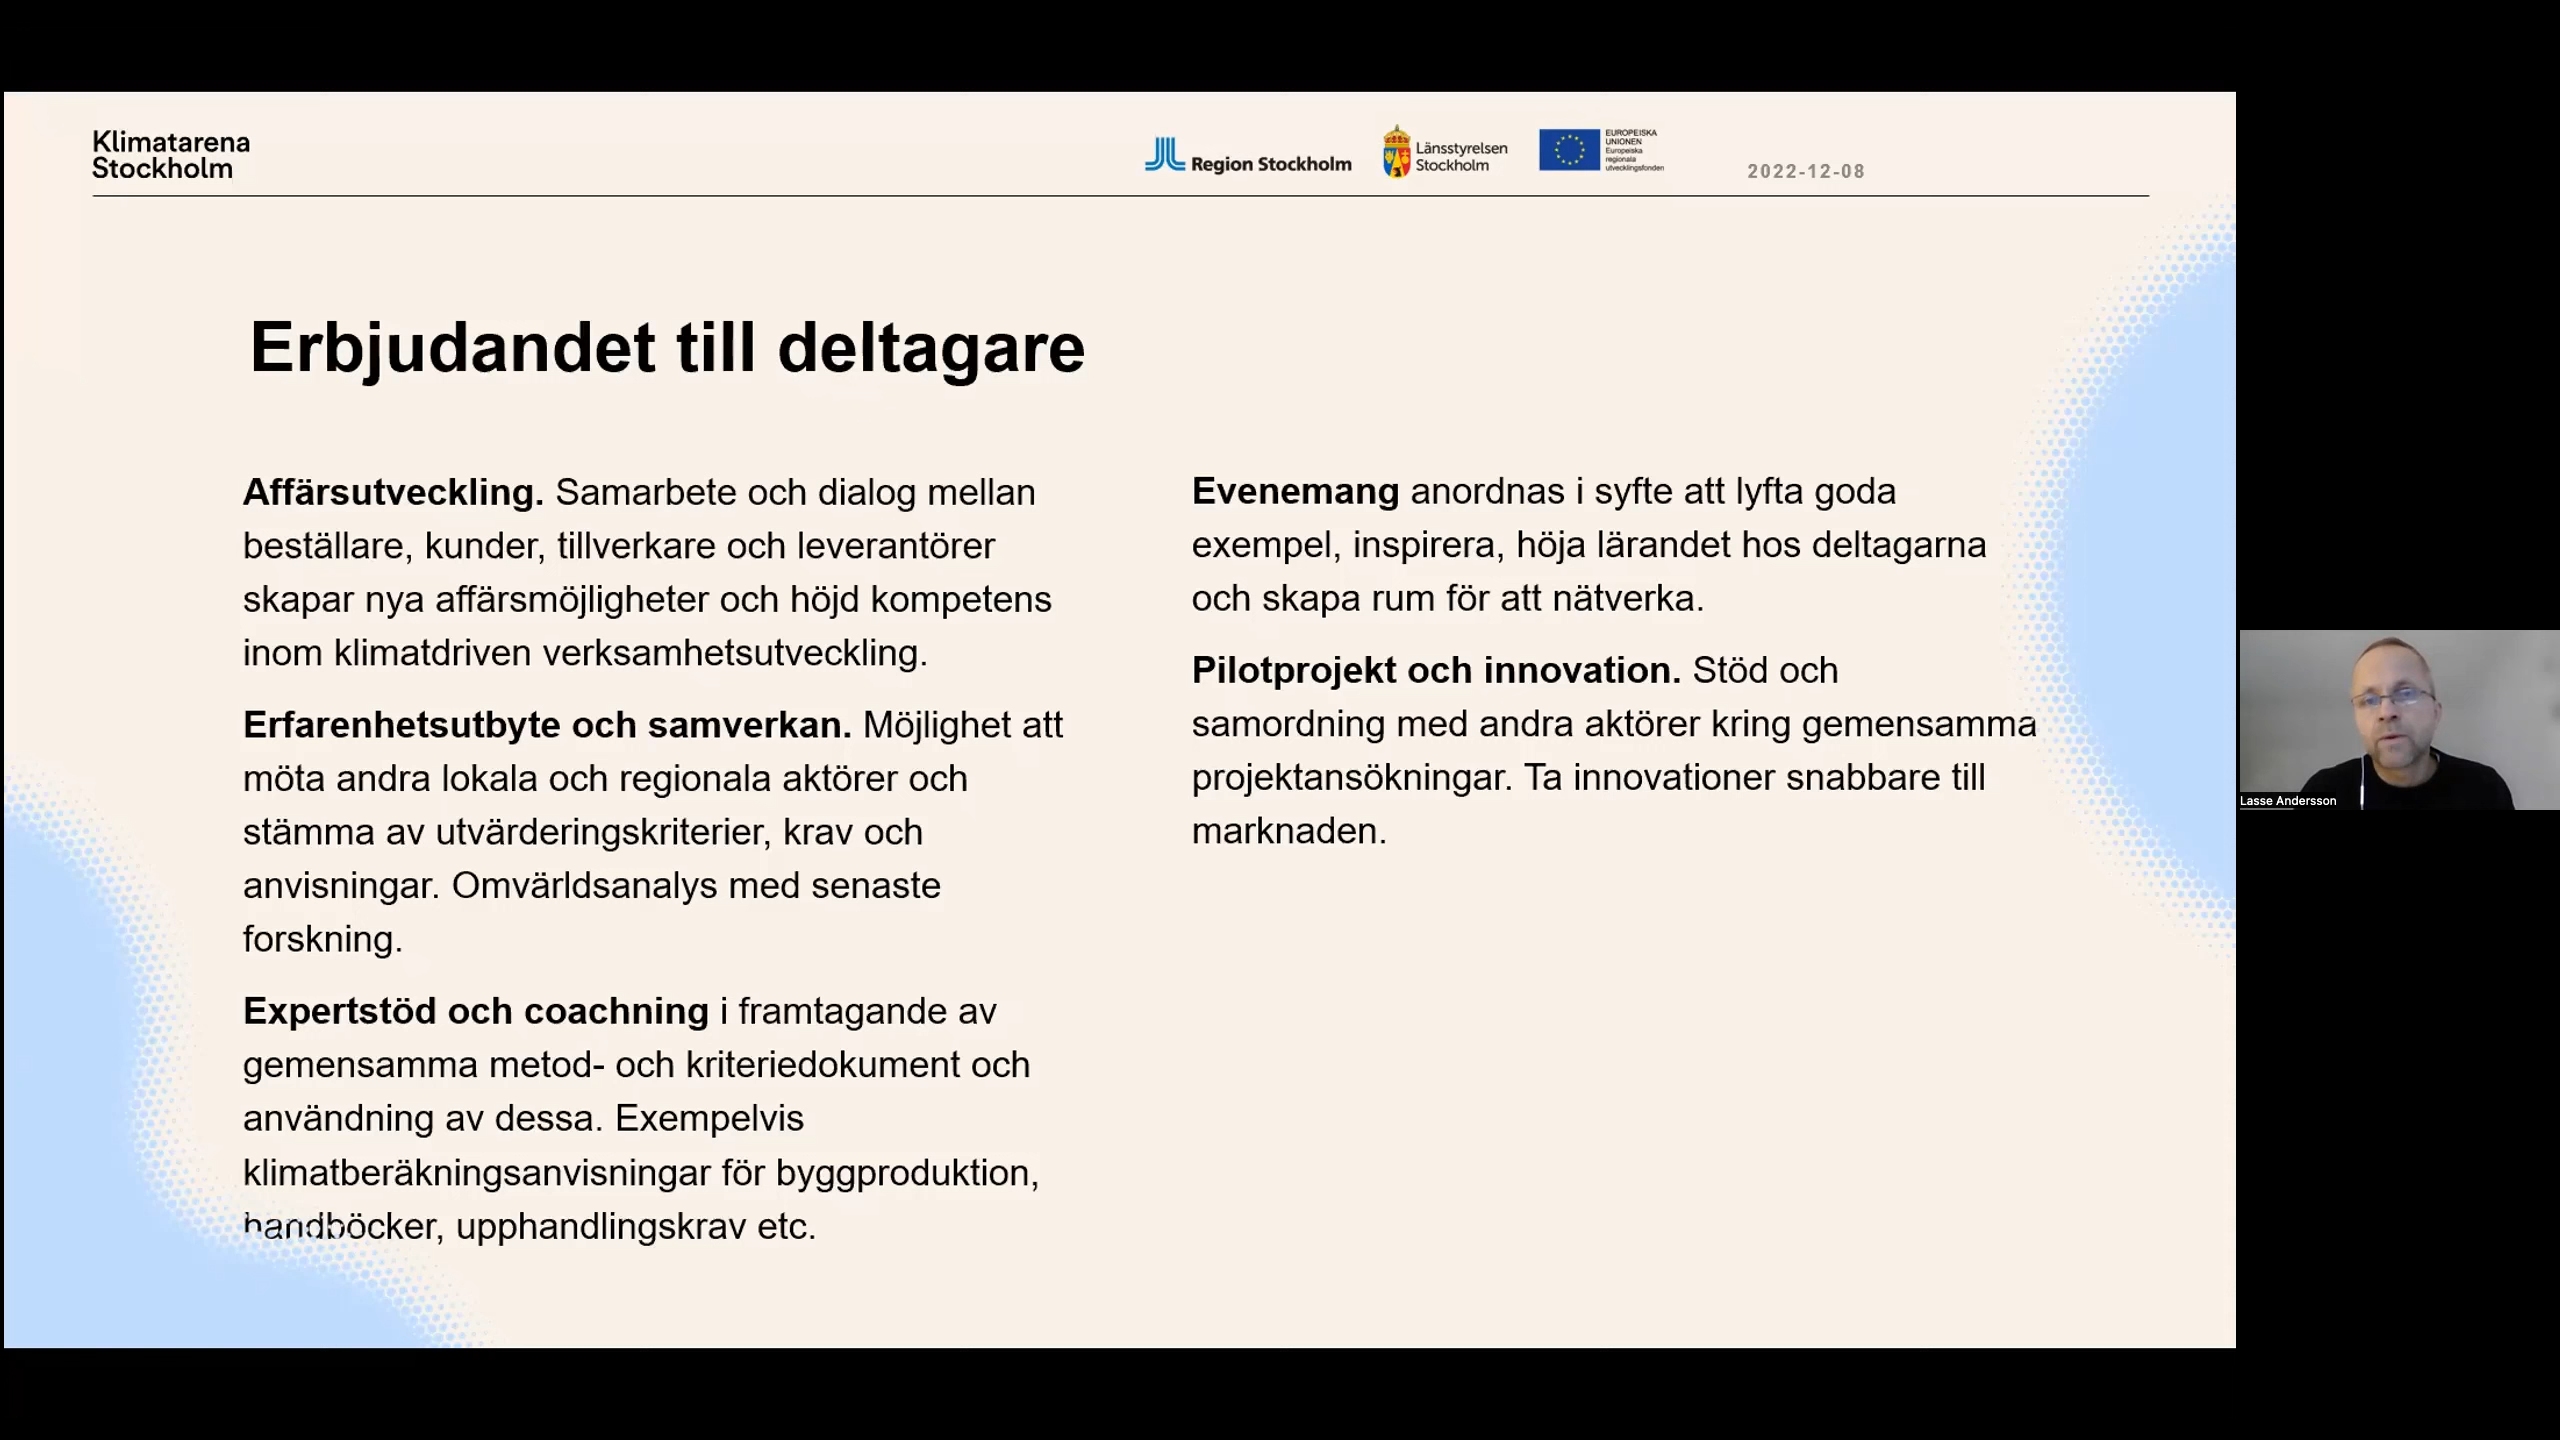 Klimatarena
Stockholm
Region Stockholm
Länsstyrelsen
Stockholm
EUROPEISKA
UNIONEN
Europeiska
regionala
utvecklingsfonden
2022-12-08
Erbjudandet till deltagare
Affärsutveckling. Samarbete och dialog mellan
beställare, kunder, tillverkare och leverantörer
skapar nya affärsmöjligheter och höjd kompetens
inom klimatdriven verksamhetsutveckling.
Erfarenhetsutbyte och samverkan. Möjlighet att
möta andra lokala och regionala aktörer och
stämma av utvärderingskriterier, krav och
anvisningar. Omvärldsanalys med senaste
forskning.
Expertstöd och coachning i framtagande av
gemensamma metod- och kriteriedokument och
användning av dessa. Exempelvis
klimatberäkningsanvisningar för byggproduktion,
handböcker, upphandlingskrav etc.
Evenemang anordnas i syfte att lyfta goda
exempel, inspirera, höja lärandet hos deltagarna
och skapa rum för att nätverka.
Pilotprojekt och innovation. Stöd och
samordning med andra aktörer kring gemensamma
projektansökningar. Ta innovationer snabbare till
marknaden.
Lasse Andersson